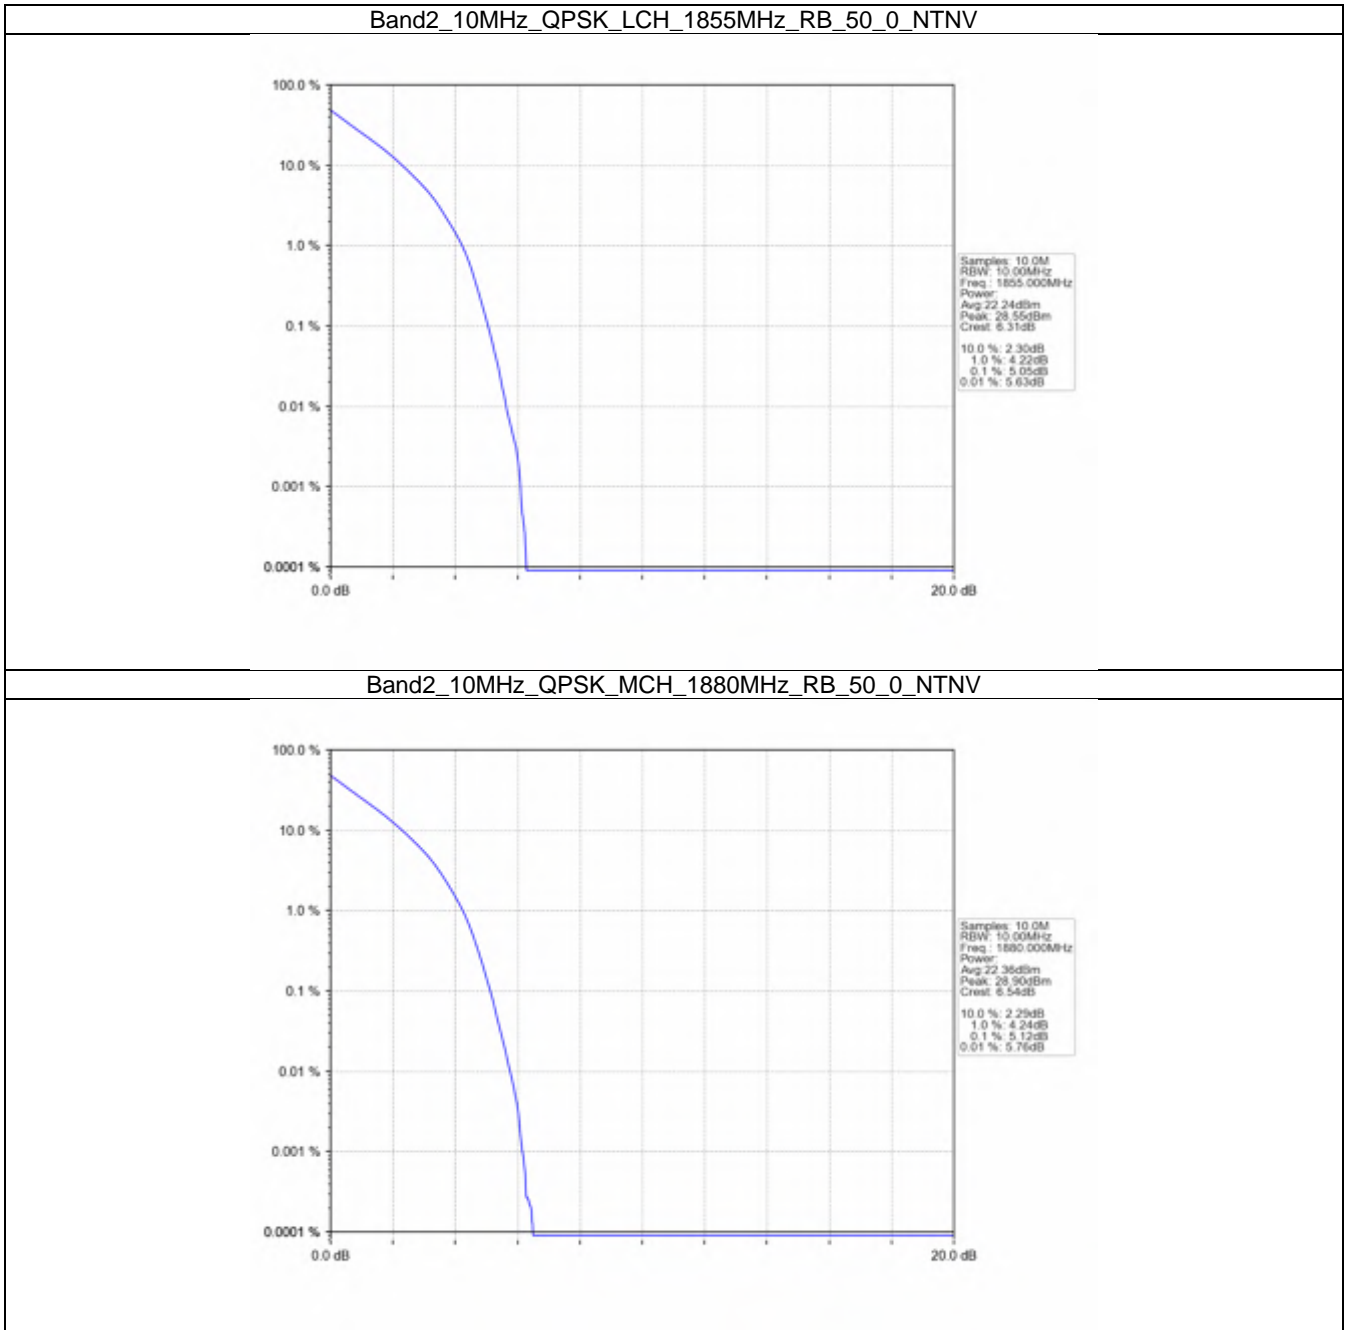 Band2_10MHz_QPSK_LCH_1855MHz_RB_50_0_NTNV
100.0 %
10.0 %
1.0 %
0.1 %
0.01 %
0.001 %
0.0001 %
0.0 dB
20.0 dB
Samples: 10.0M
RBW: 10.00MHz
Freq.: 1855.000MHz
Power:
Avg:22.24dBm
Peak: 28.55dBm
Crest: 6.31dB
10.0 %: 2.30dB
1.0 %: 4.22dB
0.1 %: 5.05dB
0.01 %: 5.63dB
Band2_10MHz_QPSK_MCH_1880MHz_RB_50_0_NTNV
100.0 %
10.0 %
1.0 %
0.1 %
0.01 %
0.001 %
0.0001 %
0.0 dB
20.0 dB
Samples: 10.0M
RBW: 10.00MHz
Freq.: 1880.000MHz
Power:
Avg:22.36dBm
Peak: 28.90dBm
Crest: 6.54dB
10.0 %: 2.29dB
1.0 %: 4.24dB
0.1 %: 5.12dB
0.01 %: 5.76dB